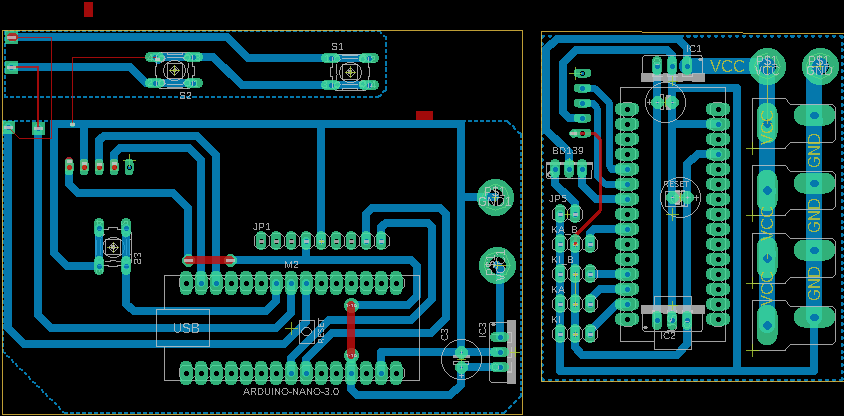 S1
S2
P$1
GND1
JP1
S3
P$1
M2
USB
RESET
C3
IC3
ARDUINO-NANO-3.0
IC1
VCC
P$1
VCC
P$1
GND
VCC
GND
BD139
RESET
VCC
GND
JP5
KA_B
KI_B
VCC
GND
KA
KI
IC2
VCC
GND